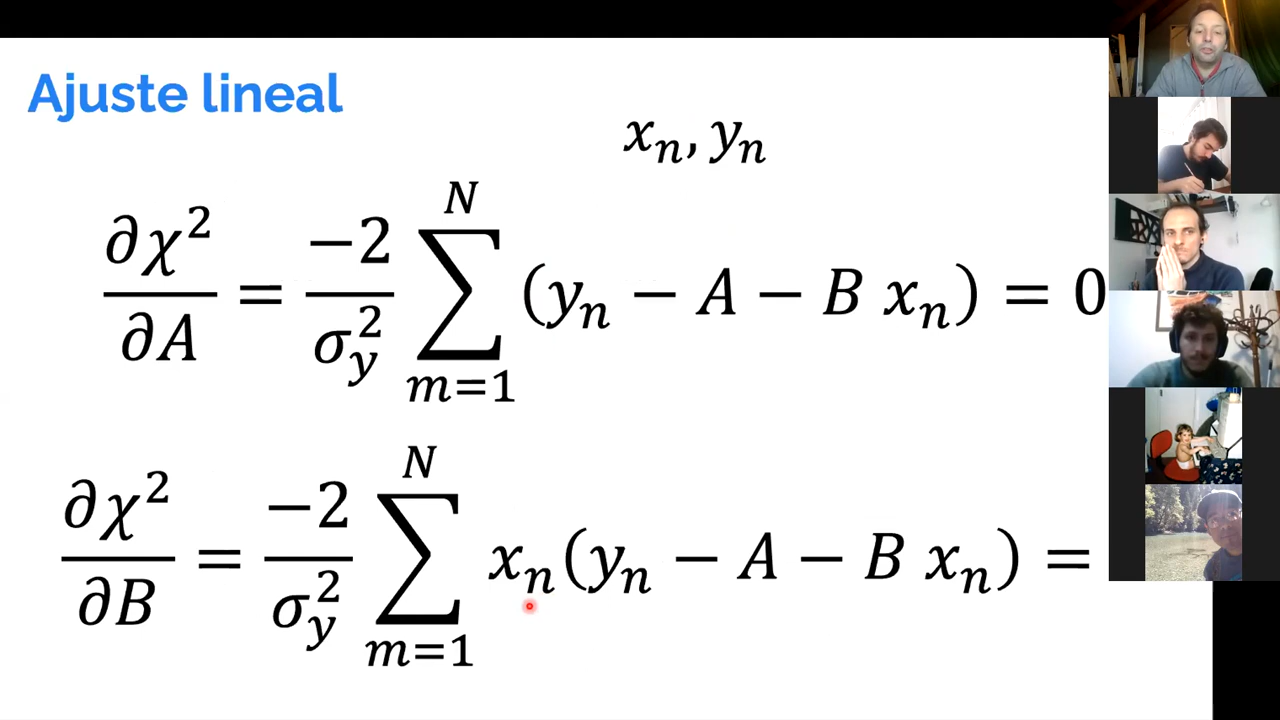 Ajuste lineal
xₙ, yₙ
∂χ²/∂A = −2/σ_y² ∑_{m=1}^{N} (yₙ − A − B xₙ) = 0
∂χ²/∂B = −2/σ_y² ∑_{m=1}^{N} xₙ(yₙ − A − B xₙ) =